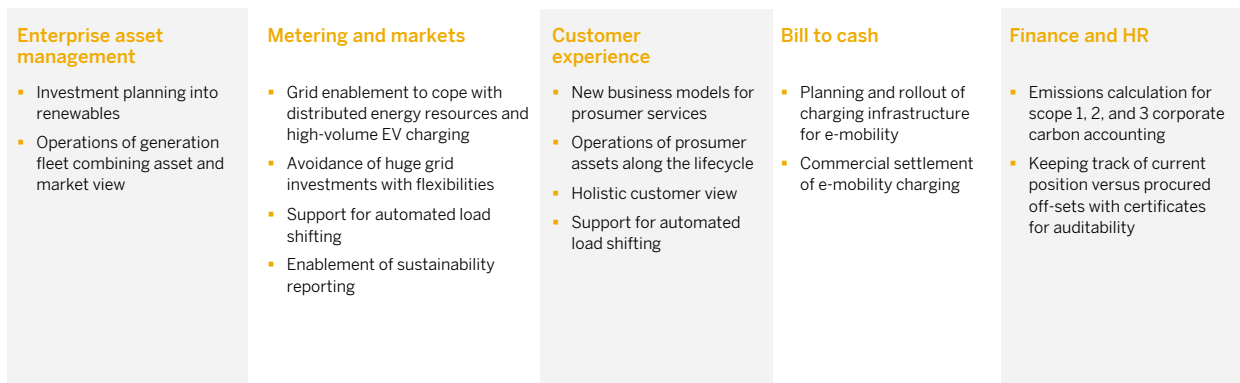 Enterprise asset
management
▪ Investment planning into
renewables
▪ Operations of generation
fleet combining asset and
market view
Metering and markets
▪ Grid enablement to cope with
distributed energy resources and
high-volume EV charging
▪ Avoidance of huge grid
investments with flexibilities
▪ Support for automated load
shifting
▪ Enablement of sustainability
reporting
Customer
experience
▪ New business models for
prosumer services
▪ Operations of prosumer
assets along the lifecycle
▪ Holistic customer view
▪ Support for automated
load shifting
Bill to cash
▪ Planning and rollout of
charging infrastructure
for e-mobility
▪ Commercial settlement
of e-mobility charging
Finance and HR
▪ Emissions calculation for
scope 1, 2, and 3 corporate
carbon accounting
▪ Keeping track of current
position versus procured
off-sets with certificates
for auditability